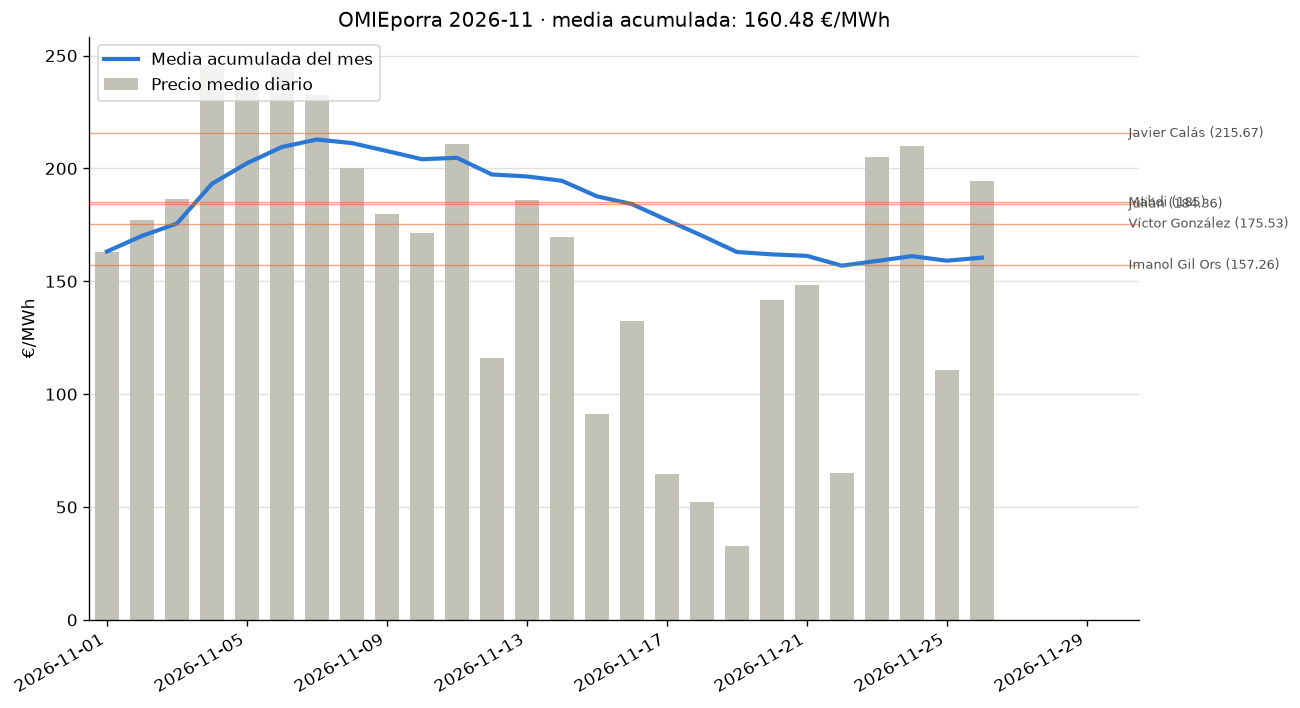 OMIEporra 2026-11 · media acumulada: 160.48 €/MWh
Media acumulada del mes
Precio medio diario
€/MWh
250
200
150
100
50
0
Javier Calás (215.67)
Víctor González (175.53)
Imanol Gil Ors (157.26)
2026-11-01
2026-11-05
2026-11-09
2026-11-13
2026-11-17
2026-11-21
2026-11-25
2026-11-29